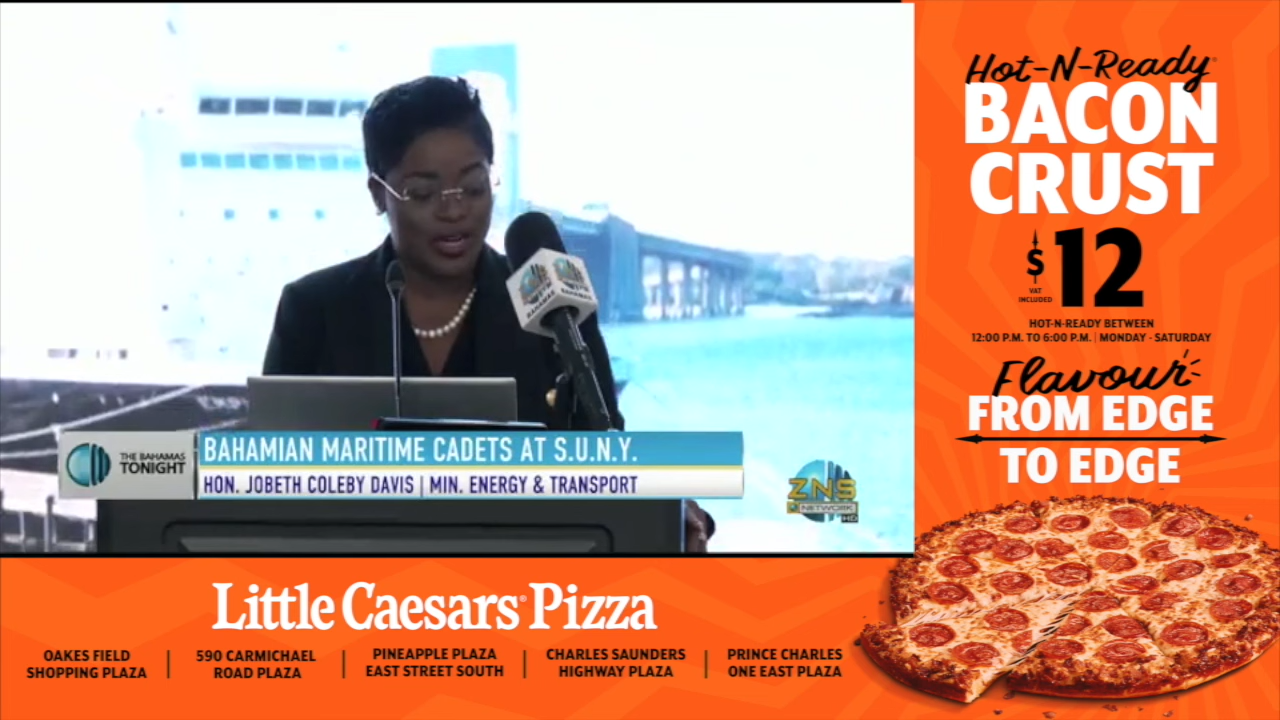 THE BAHAMAS
TONIGHT
BAHAMIAN MARITIME CADETS AT S.U.N.Y.
HON. JOBETH COLEBY DAVIS | MIN. ENERGY & TRANSPORT
ZNS
NETWORK
HD
BAHAMAS
BAHAMAS
Hot-N-Ready
BACON
CRUST
$12
VAT
INCLUDED
HOT-N-READY BETWEEN
12:00 P.M. TO 6:00 P.M. | MONDAY - SATURDAY
Flavour
FROM EDGE
TO EDGE
Little Caesars® Pizza
OAKES FIELD
SHOPPING PLAZA
590 CARMICHAEL
ROAD PLAZA
PINEAPPLE PLAZA
EAST STREET SOUTH
CHARLES SAUNDERS
HIGHWAY PLAZA
PRINCE CHARLES
ONE EAST PLAZA